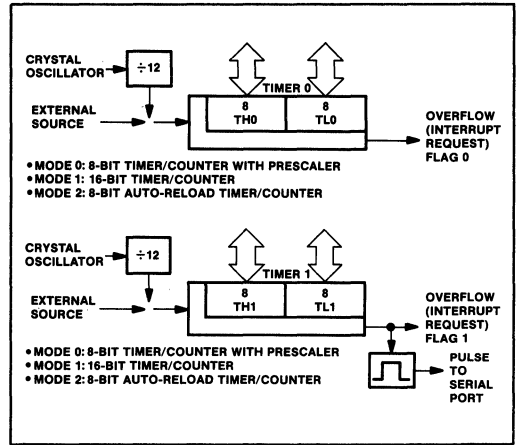 CRYSTAL
OSCILLATOR
÷12
TIMER 0
EXTERNAL
SOURCE
8
TH0
8
TL0
OVERFLOW
(INTERRUPT
REQUEST)
FLAG 0
• MODE 0: 8-BIT TIMER/COUNTER WITH PRESCALER
• MODE 1: 16-BIT TIMER/COUNTER
• MODE 2: 8-BIT AUTO-RELOAD TIMER/COUNTER
CRYSTAL
OSCILLATOR
÷12
TIMER 1
EXTERNAL
SOURCE
8
TH1
8
TL1
OVERFLOW
(INTERRUPT
REQUEST)
FLAG 1
• MODE 0: 8-BIT TIMER/COUNTER WITH PRESCALER
• MODE 1: 16-BIT TIMER/COUNTER
• MODE 2: 8-BIT AUTO-RELOAD TIMER/COUNTER
PULSE
TO
SERIAL
PORT